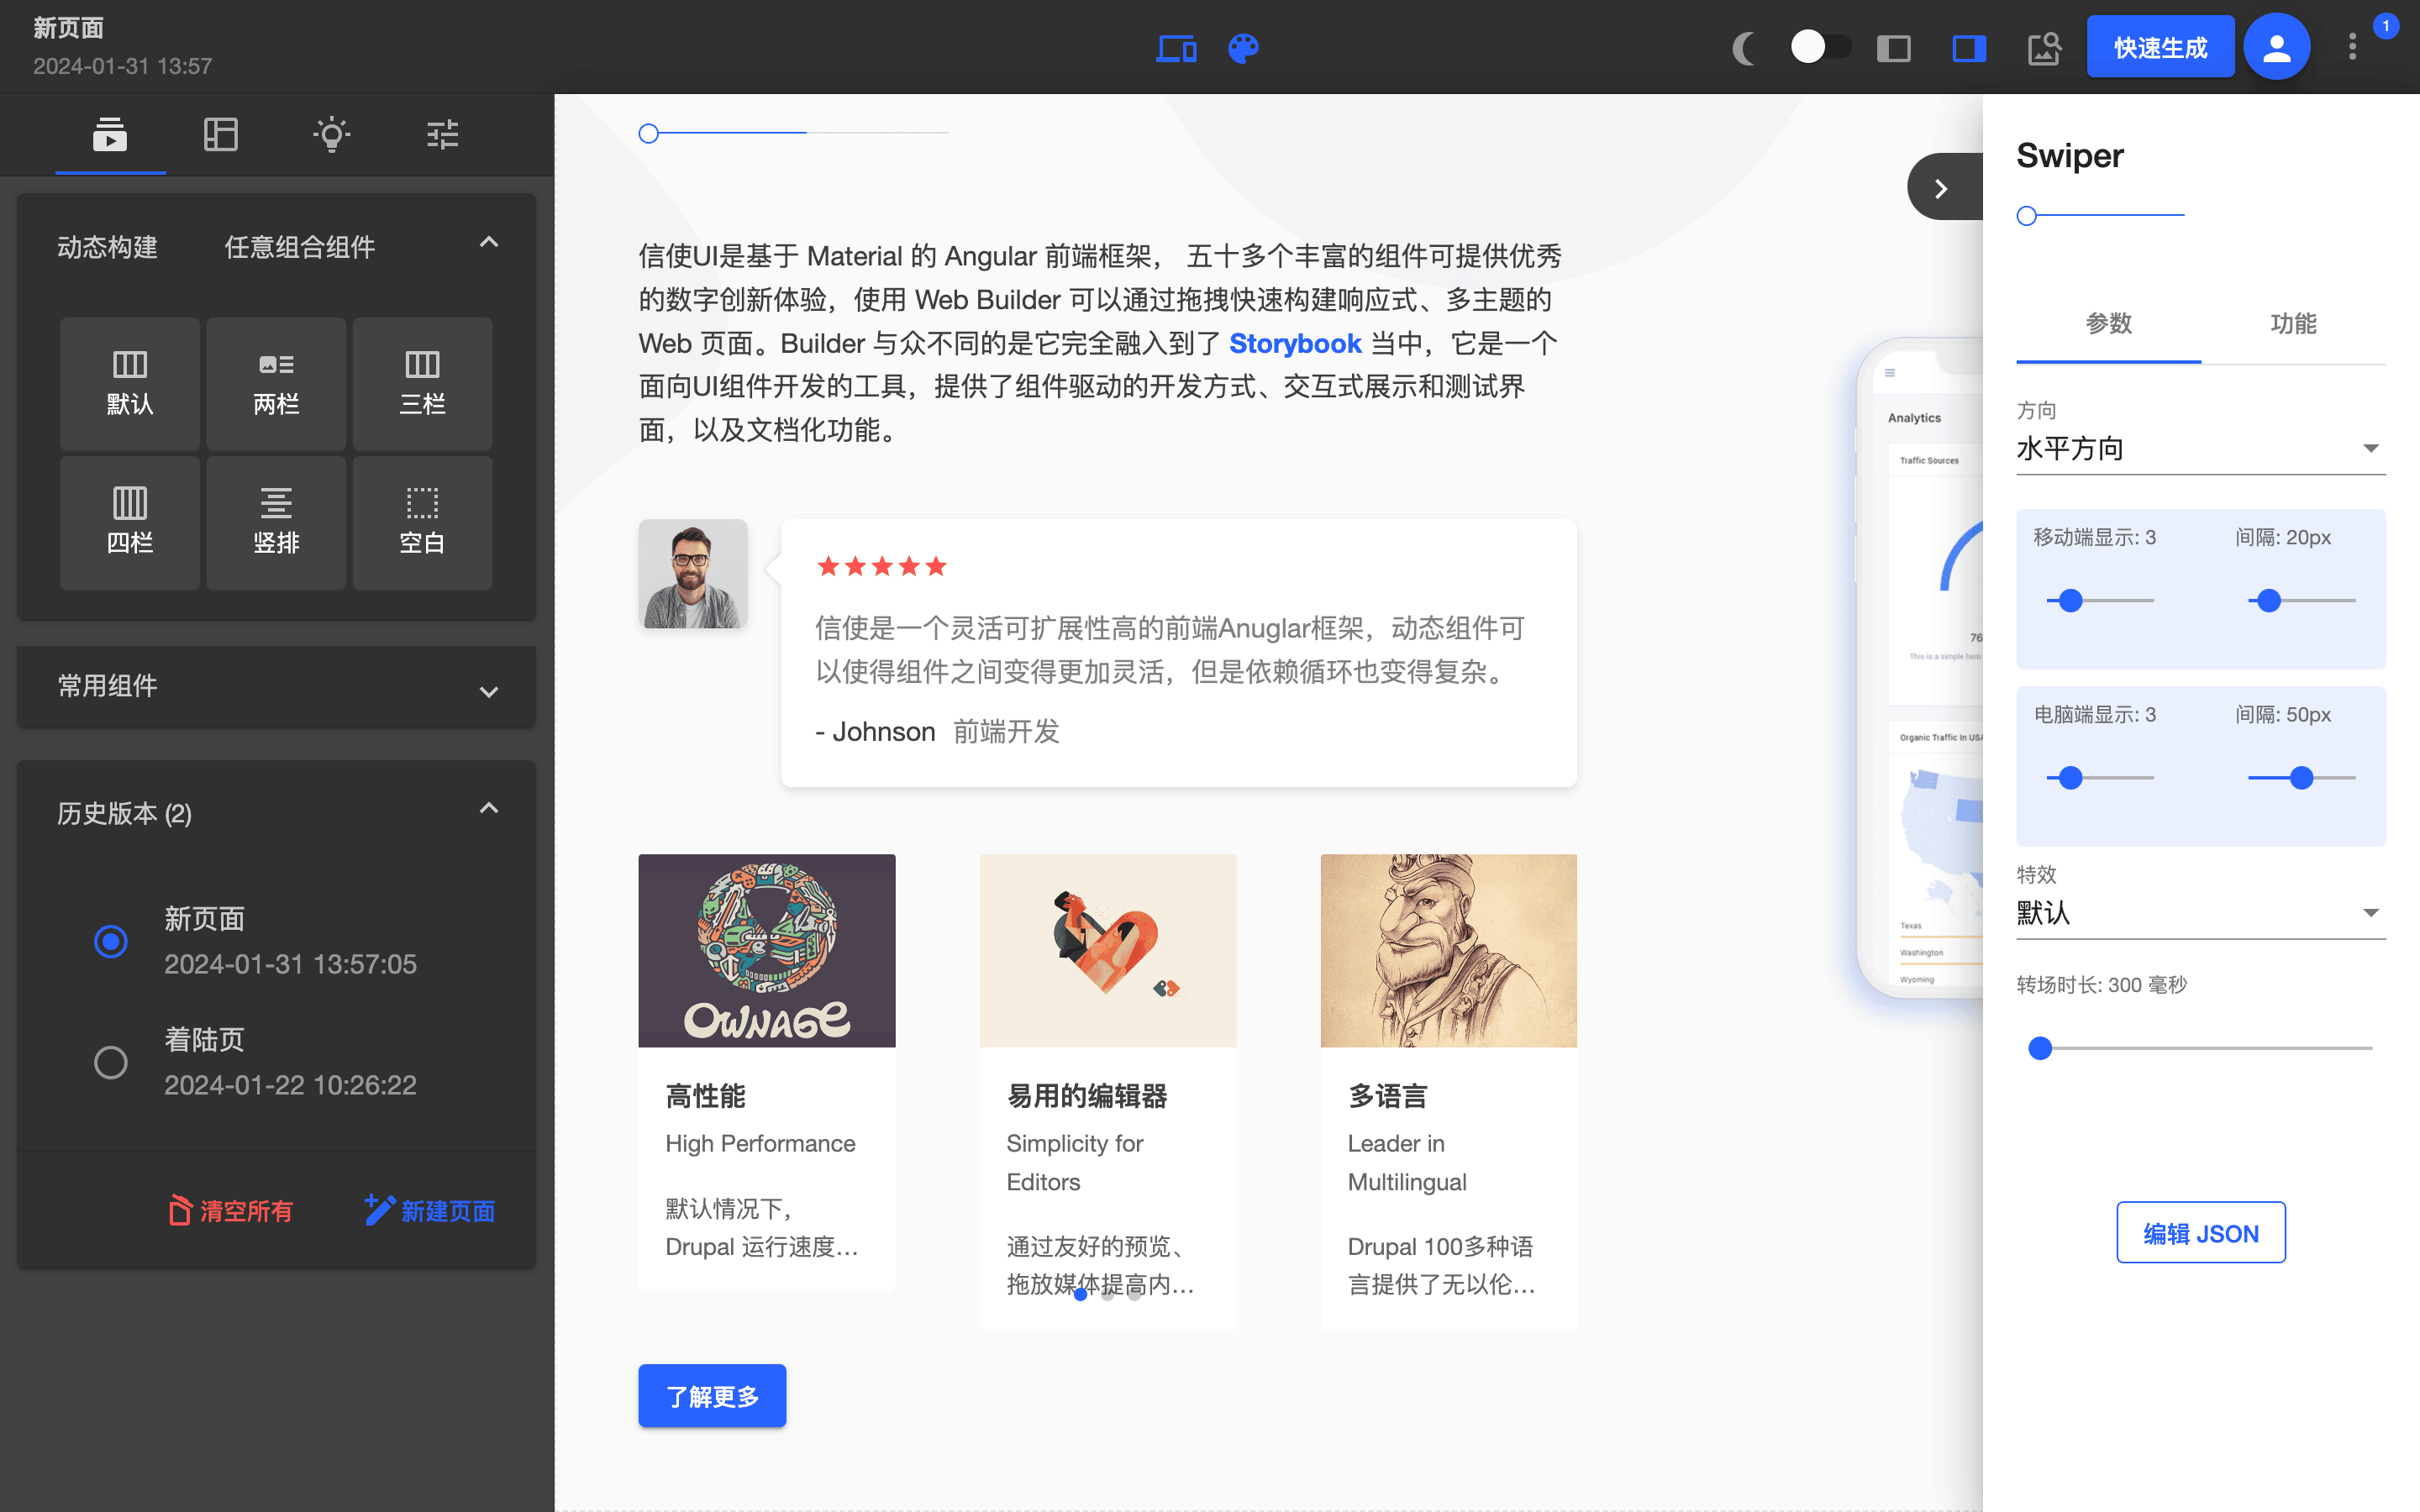 新页面
2024-01-31 13:57
快速生成
1
动态构建 任意组合组件
默认 两栏 三栏
四栏 竖排 空白
常用组件
历史版本 (2)
新页面
2024-01-31 13:57:05
着陆页
2024-01-22 10:26:22
清空所有 新建页面
信使UI是基于 Material 的 Angular 前端框架， 五十多个丰富的组件可提供优秀
的数字创新体验，使用 Web Builder 可以通过拖拽快速构建响应式、多主题的
Web 页面。Builder 与众不同的是它完全融入到了 Storybook 当中，它是一个
面向UI组件开发的工具，提供了组件驱动的开发方式、交互式展示和测试界
面，以及文档化功能。
信使是一个灵活可扩展性高的前端Anuglar框架，动态组件可
以使得组件之间变得更加灵活，但是依赖循环也变得复杂。
- Johnson 前端开发
OWNAGE
高性能
High Performance
默认情况下，
Drupal 运行速度…
易用的编辑器
Simplicity for
Editors
通过友好的预览、
拖放媒体提高内…
多语言
Leader in
Multilingual
Drupal 100多种语
言提供了无以伦…
了解更多
Analytics
Traffic Sources
76
This is a simple hero
Organic Traffic In USA
Texas
Washington
Wyoming
Swiper
参数 功能
方向
水平方向
移动端显示: 3 间隔: 20px
电脑端显示: 3 间隔: 50px
特效
默认
转场时长: 300 毫秒
编辑 JSON